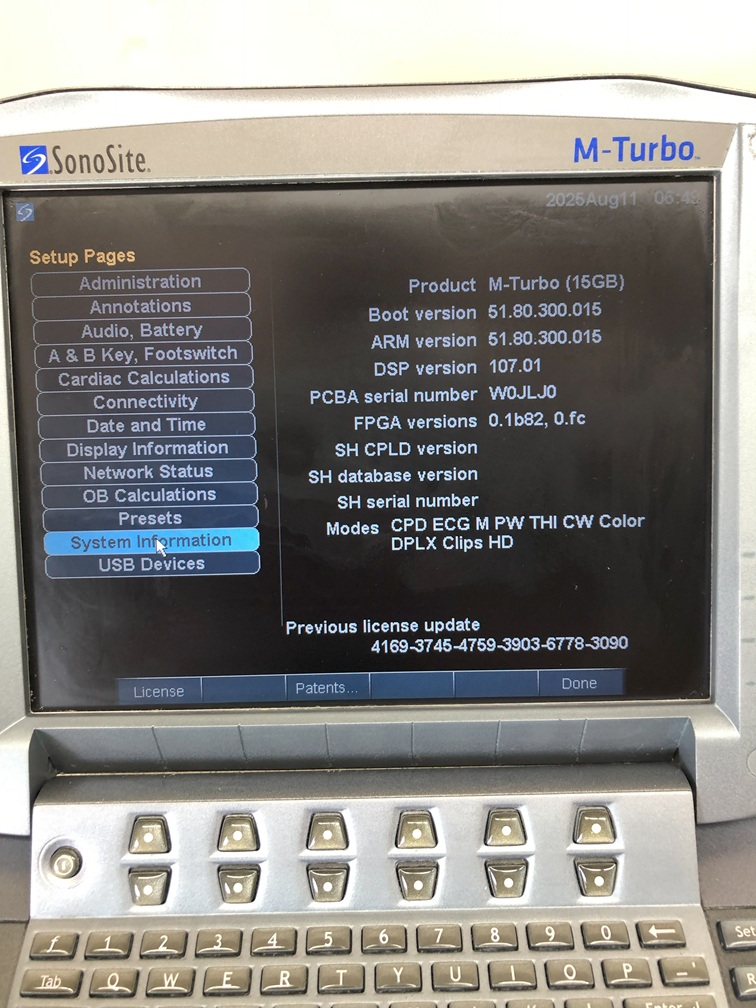 SonoSite.
M-Turbo
2025Aug11
Setup Pages
Administration
Annotations
Audio, Battery
A & B Key, Footswitch
Cardiac Calculations
Connectivity
Date and Time
Display Information
Network Status
OB Calculations
Presets
System Information
USB Devices
Product M-Turbo (15GB)
Boot version 51.80.300.015
ARM version 51.80.300.015
DSP version 107.01
PCBA serial number W0JLJ0
FPGA versions 0.1b82, 0.fc
SH CPLD version
SH database version
SH serial number
Modes CPD ECG M PW THI CW Color
DPLX Clips HD
Previous license update
4169-3745-4759-3903-6778-3090
License Patents... Done
f 1 2 3 4 5 6 7 8 9 0 ← Set
Tab Q W E R T Y U I O P